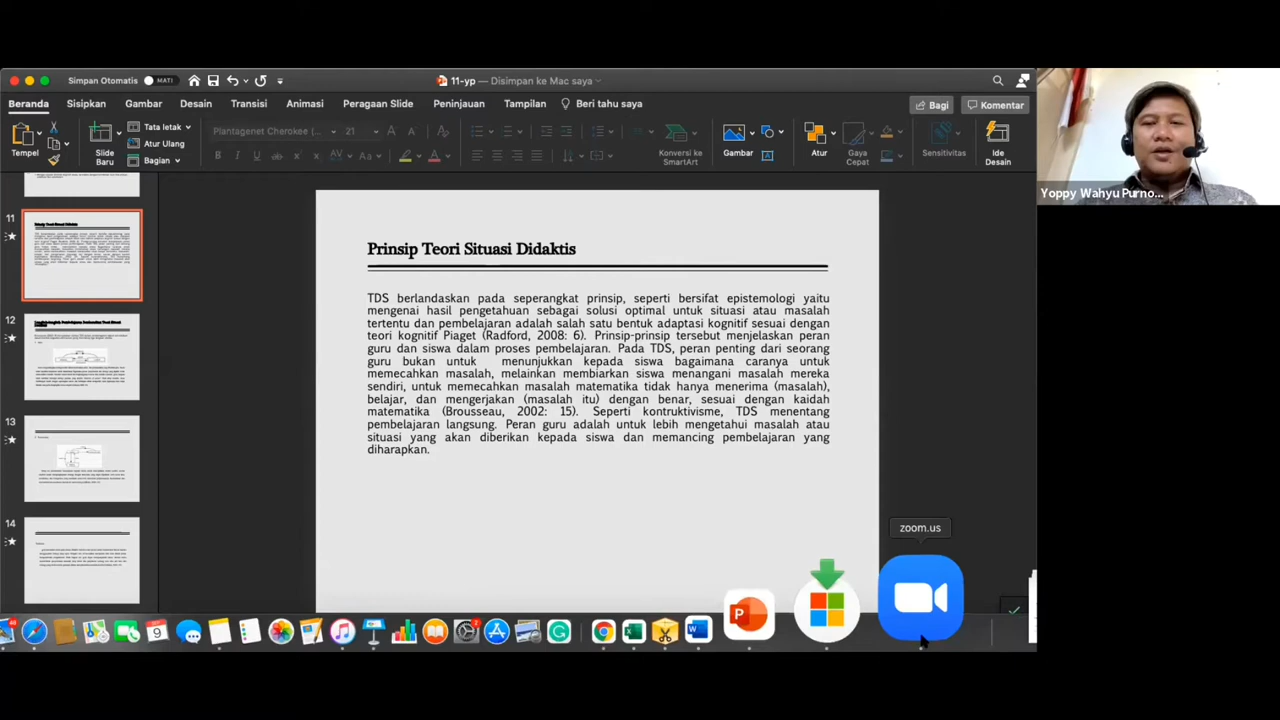 Simpan Otomatis MATI 11-yp — Disimpan ke Mac saya
Beranda Sisipkan Gambar Desain Transisi Animasi Peragaan Slide Peninjauan Tampilan Beri tahu saya Bagi Komentar
Tempel Slide Baru Tata letak Atur Ulang Bagian Plantagenet Cherokee (... 21 Konversi ke SmartArt Gambar Atur Gaya Cepat Sensitivitas Ide Desain
Yoppy Wahyu Purno...
11
Prinsip Teori Situasi Didaktis
12
13
14
Prinsip Teori Situasi Didaktis
TDS berlandaskan pada seperangkat prinsip, seperti bersifat epistemologi yaitu
mengenai hasil pengetahuan sebagai solusi optimal untuk situasi atau masalah
tertentu dan pembelajaran adalah salah satu bentuk adaptasi kognitif sesuai dengan
teori kognitif Piaget (Radford, 2008: 6). Prinsip-prinsip tersebut menjelaskan peran
guru dan siswa dalam proses pembelajaran. Pada TDS, peran penting dari seorang
guru bukan untuk menunjukkan kepada siswa bagaimana caranya untuk
memecahkan masalah, melainkan membiarkan siswa menangani masalah mereka
sendiri, untuk memecahkan masalah matematika tidak hanya menerima (masalah),
belajar, dan mengerjakan (masalah itu) dengan benar, sesuai dengan kaidah
matematika (Brousseau, 2002: 15). Seperti kontruktivisme, TDS menentang
pembelajaran langsung. Peran guru adalah untuk lebih mengetahui masalah atau
situasi yang akan diberikan kepada siswa dan memancing pembelajaran yang
diharapkan.
zoom.us